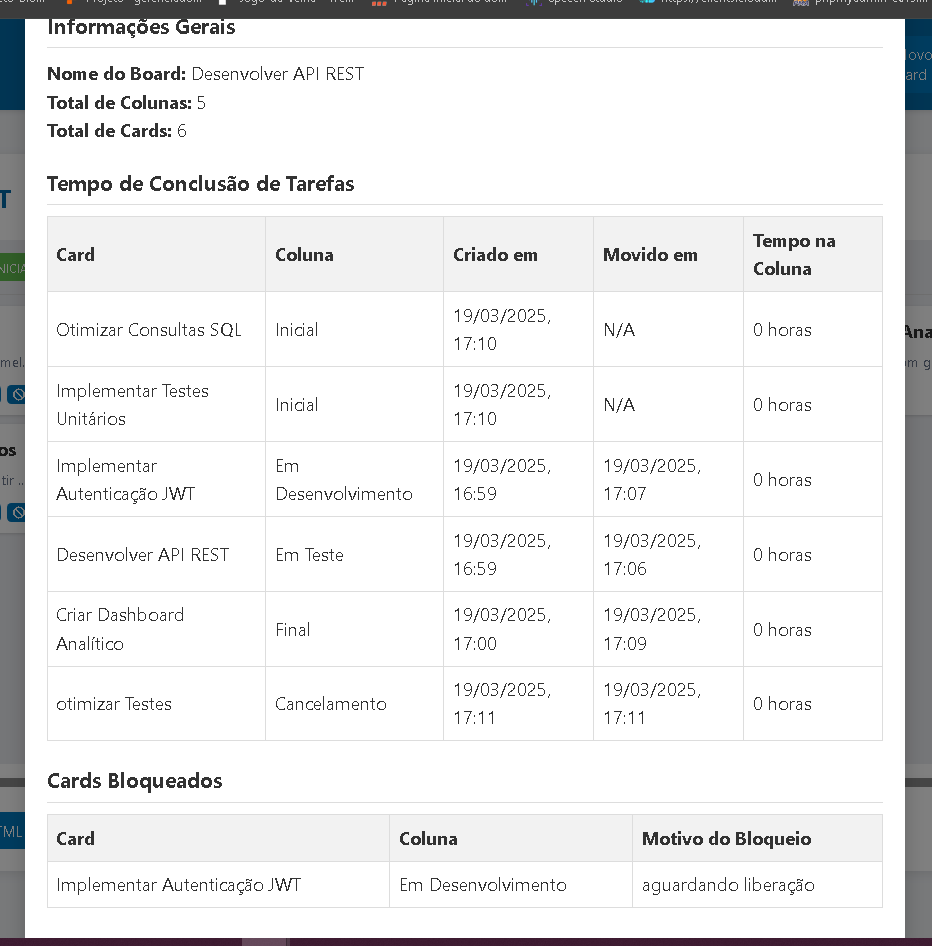 Informações Gerais
Nome do Board: Desenvolver API REST
Total de Colunas: 5
Total de Cards: 6
Tempo de Conclusão de Tarefas
Card Coluna Criado em Movido em Tempo na
Coluna
Otimizar Consultas SQL Inicial 19/03/2025,
17:10 N/A 0 horas
Implementar Testes
Unitários Inicial 19/03/2025,
17:10 N/A 0 horas
Implementar
Autenticação JWT Em
Desenvolvimento 19/03/2025,
16:59 19/03/2025,
17:07 0 horas
Desenvolver API REST Em Teste 19/03/2025,
16:59 19/03/2025,
17:06 0 horas
Criar Dashboard
Analítico Final 19/03/2025,
17:00 19/03/2025,
17:09 0 horas
otimizar Testes Cancelamento 19/03/2025,
17:11 19/03/2025,
17:11 0 horas
Cards Bloqueados
Card Coluna Motivo do Bloqueio
Implementar Autenticação JWT Em Desenvolvimento aguardando liberação